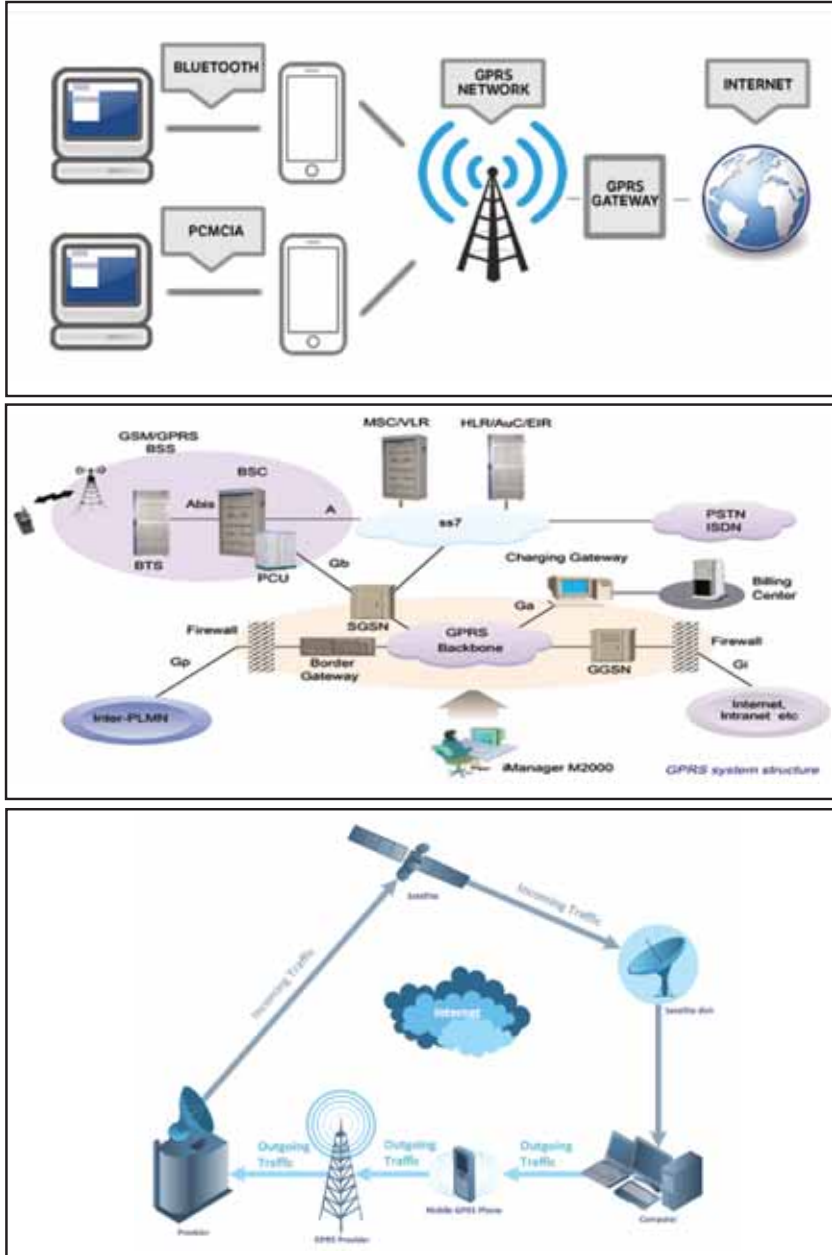 BLUETOOTH
GPRS
NETWORK
INTERNET
GPRS
GATEWAY
PCMCIA
MSC/VLR
HLR/AuC/EIR
GSM/GPRS
BSS
BSC
Abis
A
ss7
PSTN
ISDN
BTS
PCU
Gb
Charging Gateway
Billing
Center
SGSN
Ga
Firewall
GPRS
Backbone
Firewall
Gp
Border
Gateway
GGSN
Gi
Inter-PLMN
Internet,
Intranet etc
iManager M2000
GPRS system structure
Satellite
Incoming Traffic
Incoming Traffic
Internet
Satellite dish
Outgoing
Traffic
Outgoing
Traffic
Outgoing
Traffic
Provider
GPRS Provider
Mobile GPRS Phone
Computer